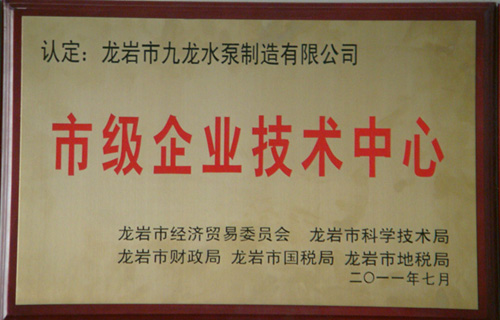 认定：龙岩市九龙水泵制造有限公司
市级企业技术中心
龙岩市经济贸易委员会 龙岩市科学技术局
龙岩市财政局 龙岩市国税局 龙岩市地税局
二〇一一年七月